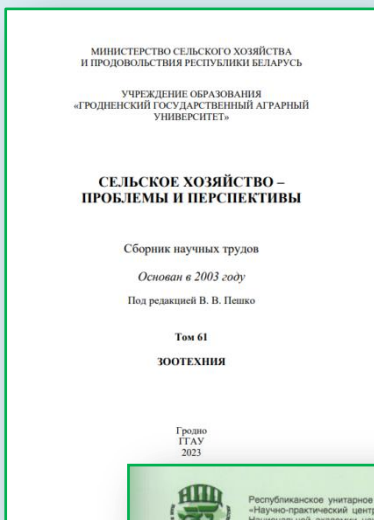 МИНИСТЕРСТВО СЕЛЬСКОГО ХОЗЯЙСТВА
И ПРОДОВОЛЬСТВИЯ РЕСПУБЛИКИ БЕЛАРУСЬ
УЧРЕЖДЕНИЕ ОБРАЗОВАНИЯ
«ГРОДНЕНСКИЙ ГОСУДАРСТВЕННЫЙ АГРАРНЫЙ
УНИВЕРСИТЕТ»
СЕЛЬСКОЕ ХОЗЯЙСТВО –
ПРОБЛЕМЫ И ПЕРСПЕКТИВЫ
Сборник научных трудов
Основан в 2003 году
Под редакцией В. В. Пешко
Том 61
ЗООТЕХНИЯ
Гродно
ГГАУ
2023
НПЦ
Республиканское унитарное
«Научно-практический центр